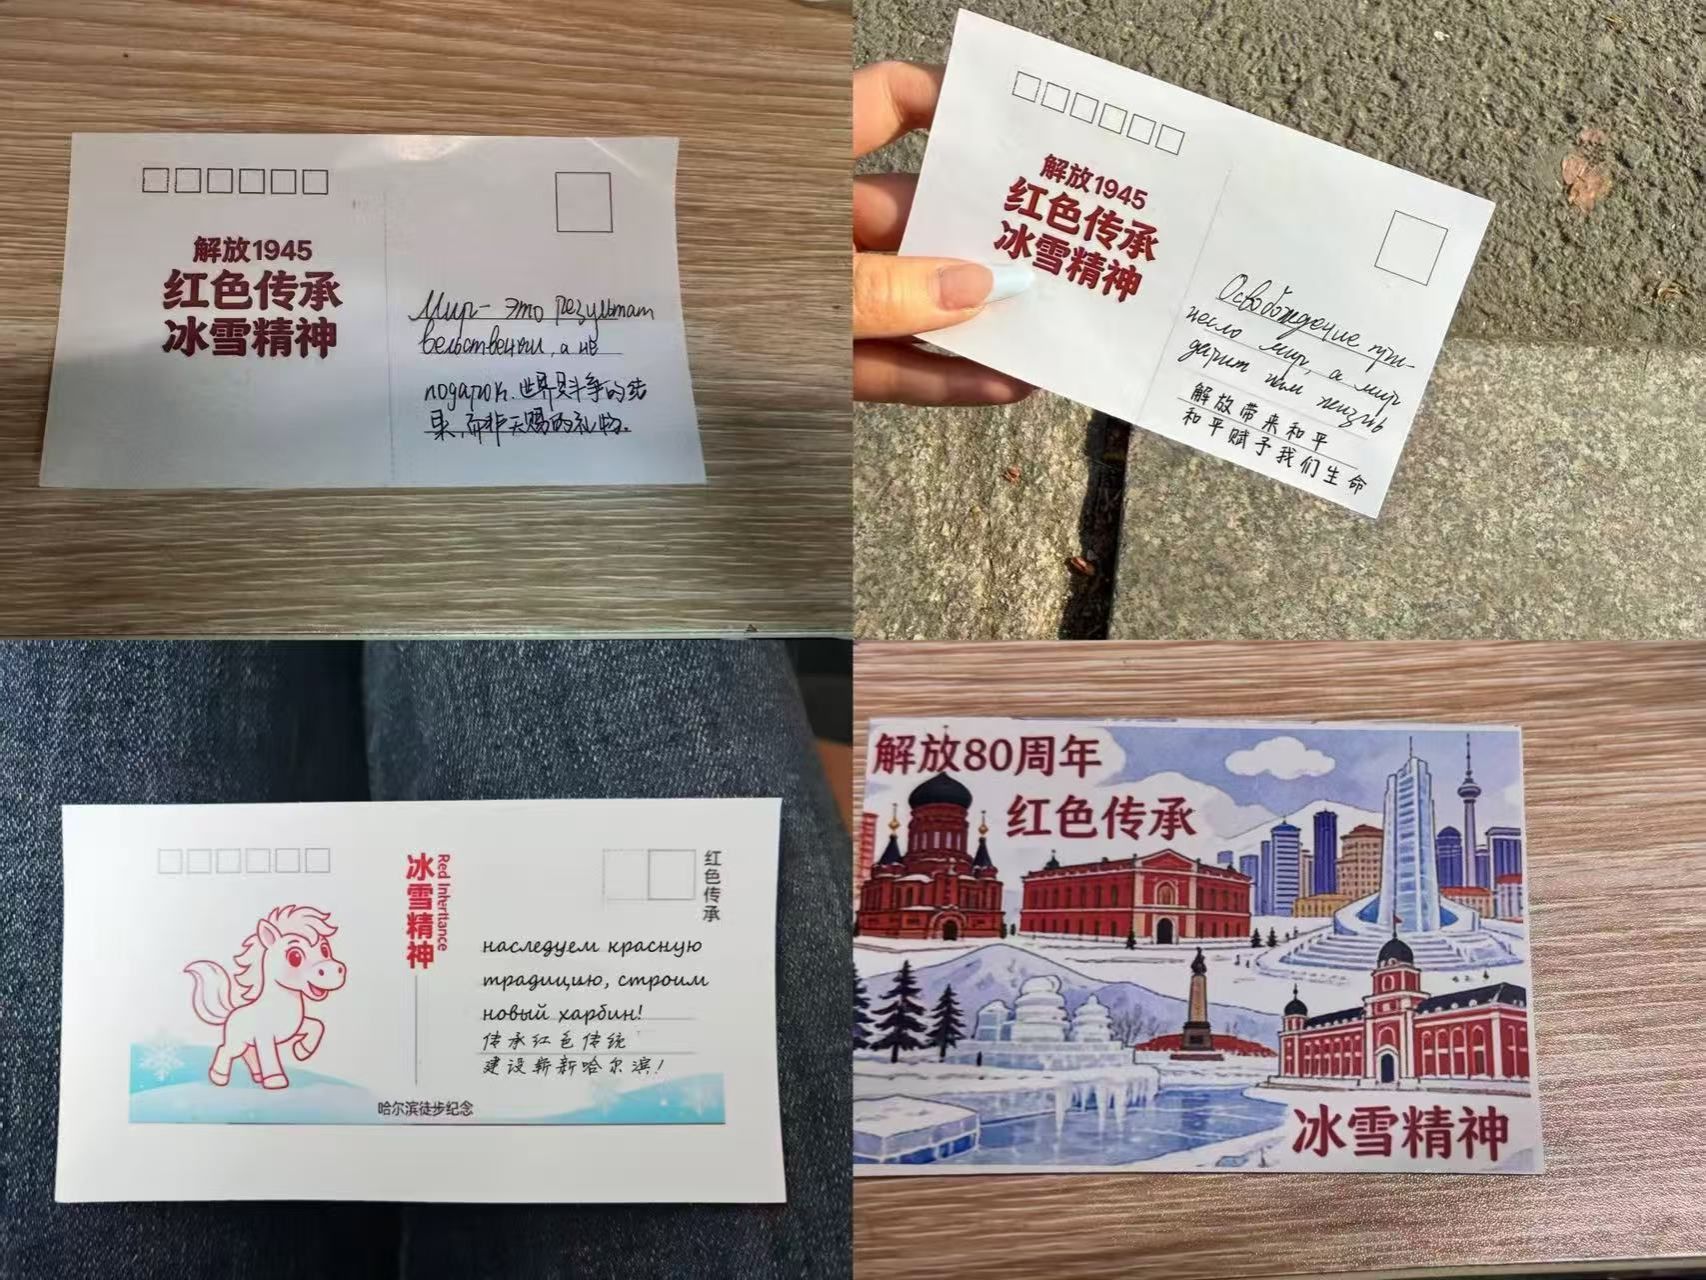 解放1945
红色传承
冰雪精神
Мир - это результат
а не
подарок. 世界是斗争的结
果,而非天赐的礼物.
解放1945
红色传承
冰雪精神
Освобождение при-
несло мир, а мир
дарит нам жизнь
解放带来和平
和平赋予我们生命
冰雪精神
Red Inheritance
红色传承
наследуем красную
традицию, строим
новый харбин!
传承红色传统
建设崭新哈尔滨!
哈尔滨徒步纪念
解放80周年
红色传承
冰雪精神